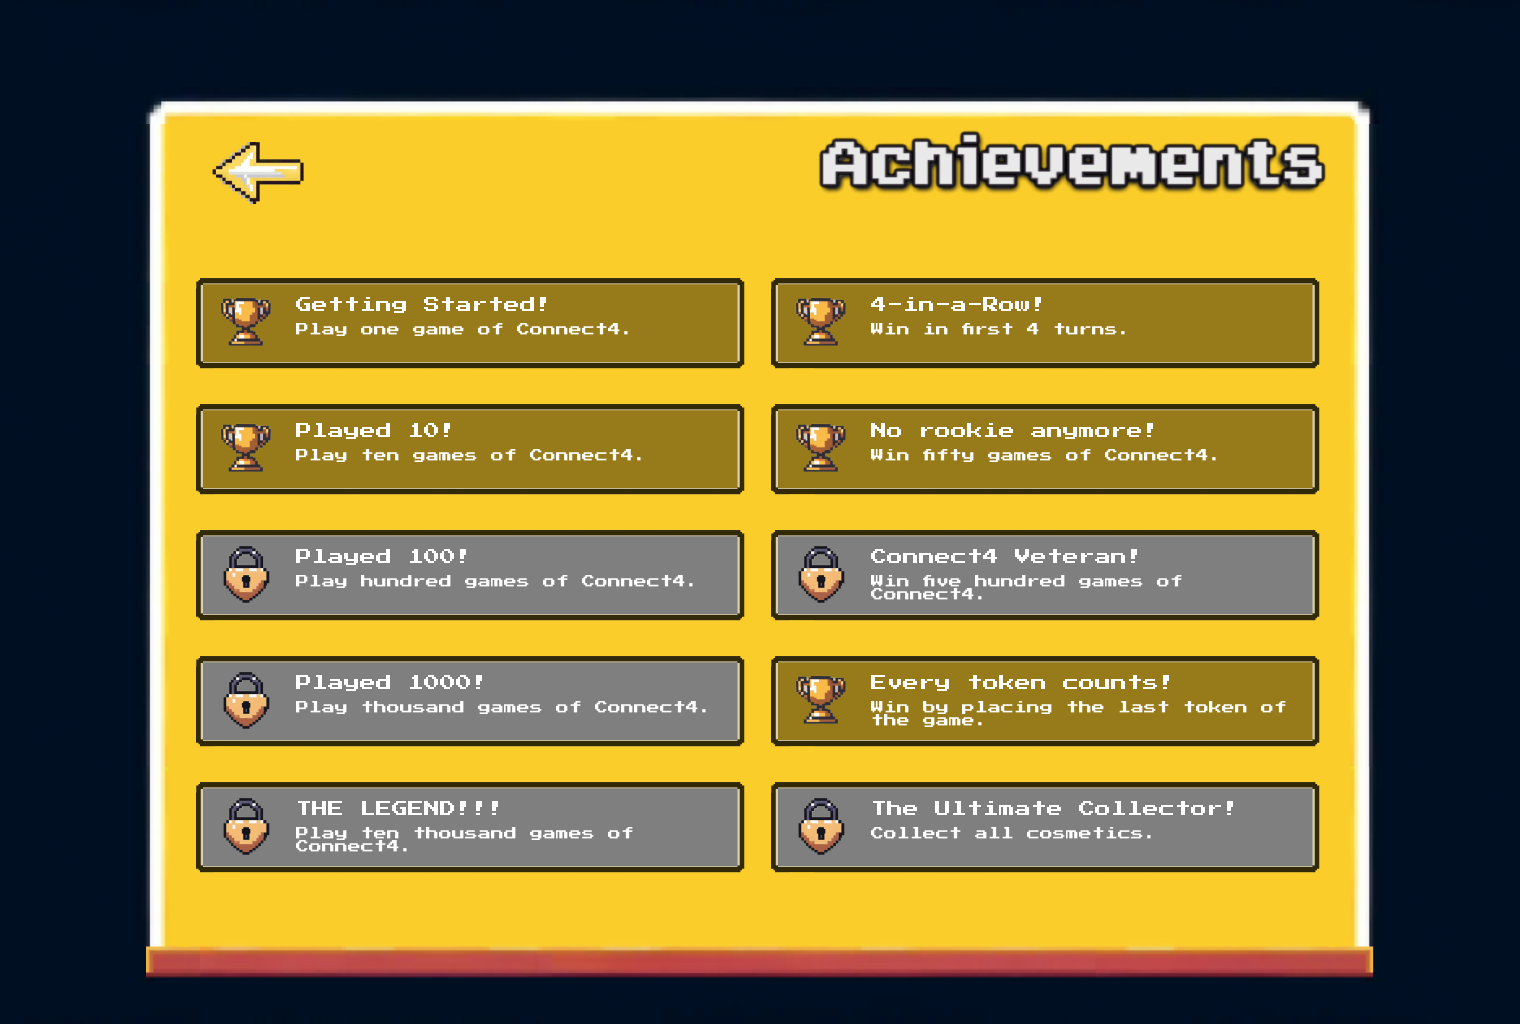 Achievements
Getting Started!
Play one game of Connect4.
4-in-a-Row!
Win in first 4 turns.
Played 10!
Play ten games of Connect4.
No rookie anymore!
Win fifty games of Connect4.
Played 100!
Play hundred games of Connect4.
Connect4 Veteran!
Win five hundred games of
Connect4.
Played 1000!
Play thousand games of Connect4.
Every token counts!
Win by placing the last token of
the game.
THE LEGEND!!!
Play ten thousand games of
Connect4.
The Ultimate Collector!
Collect all cosmetics.